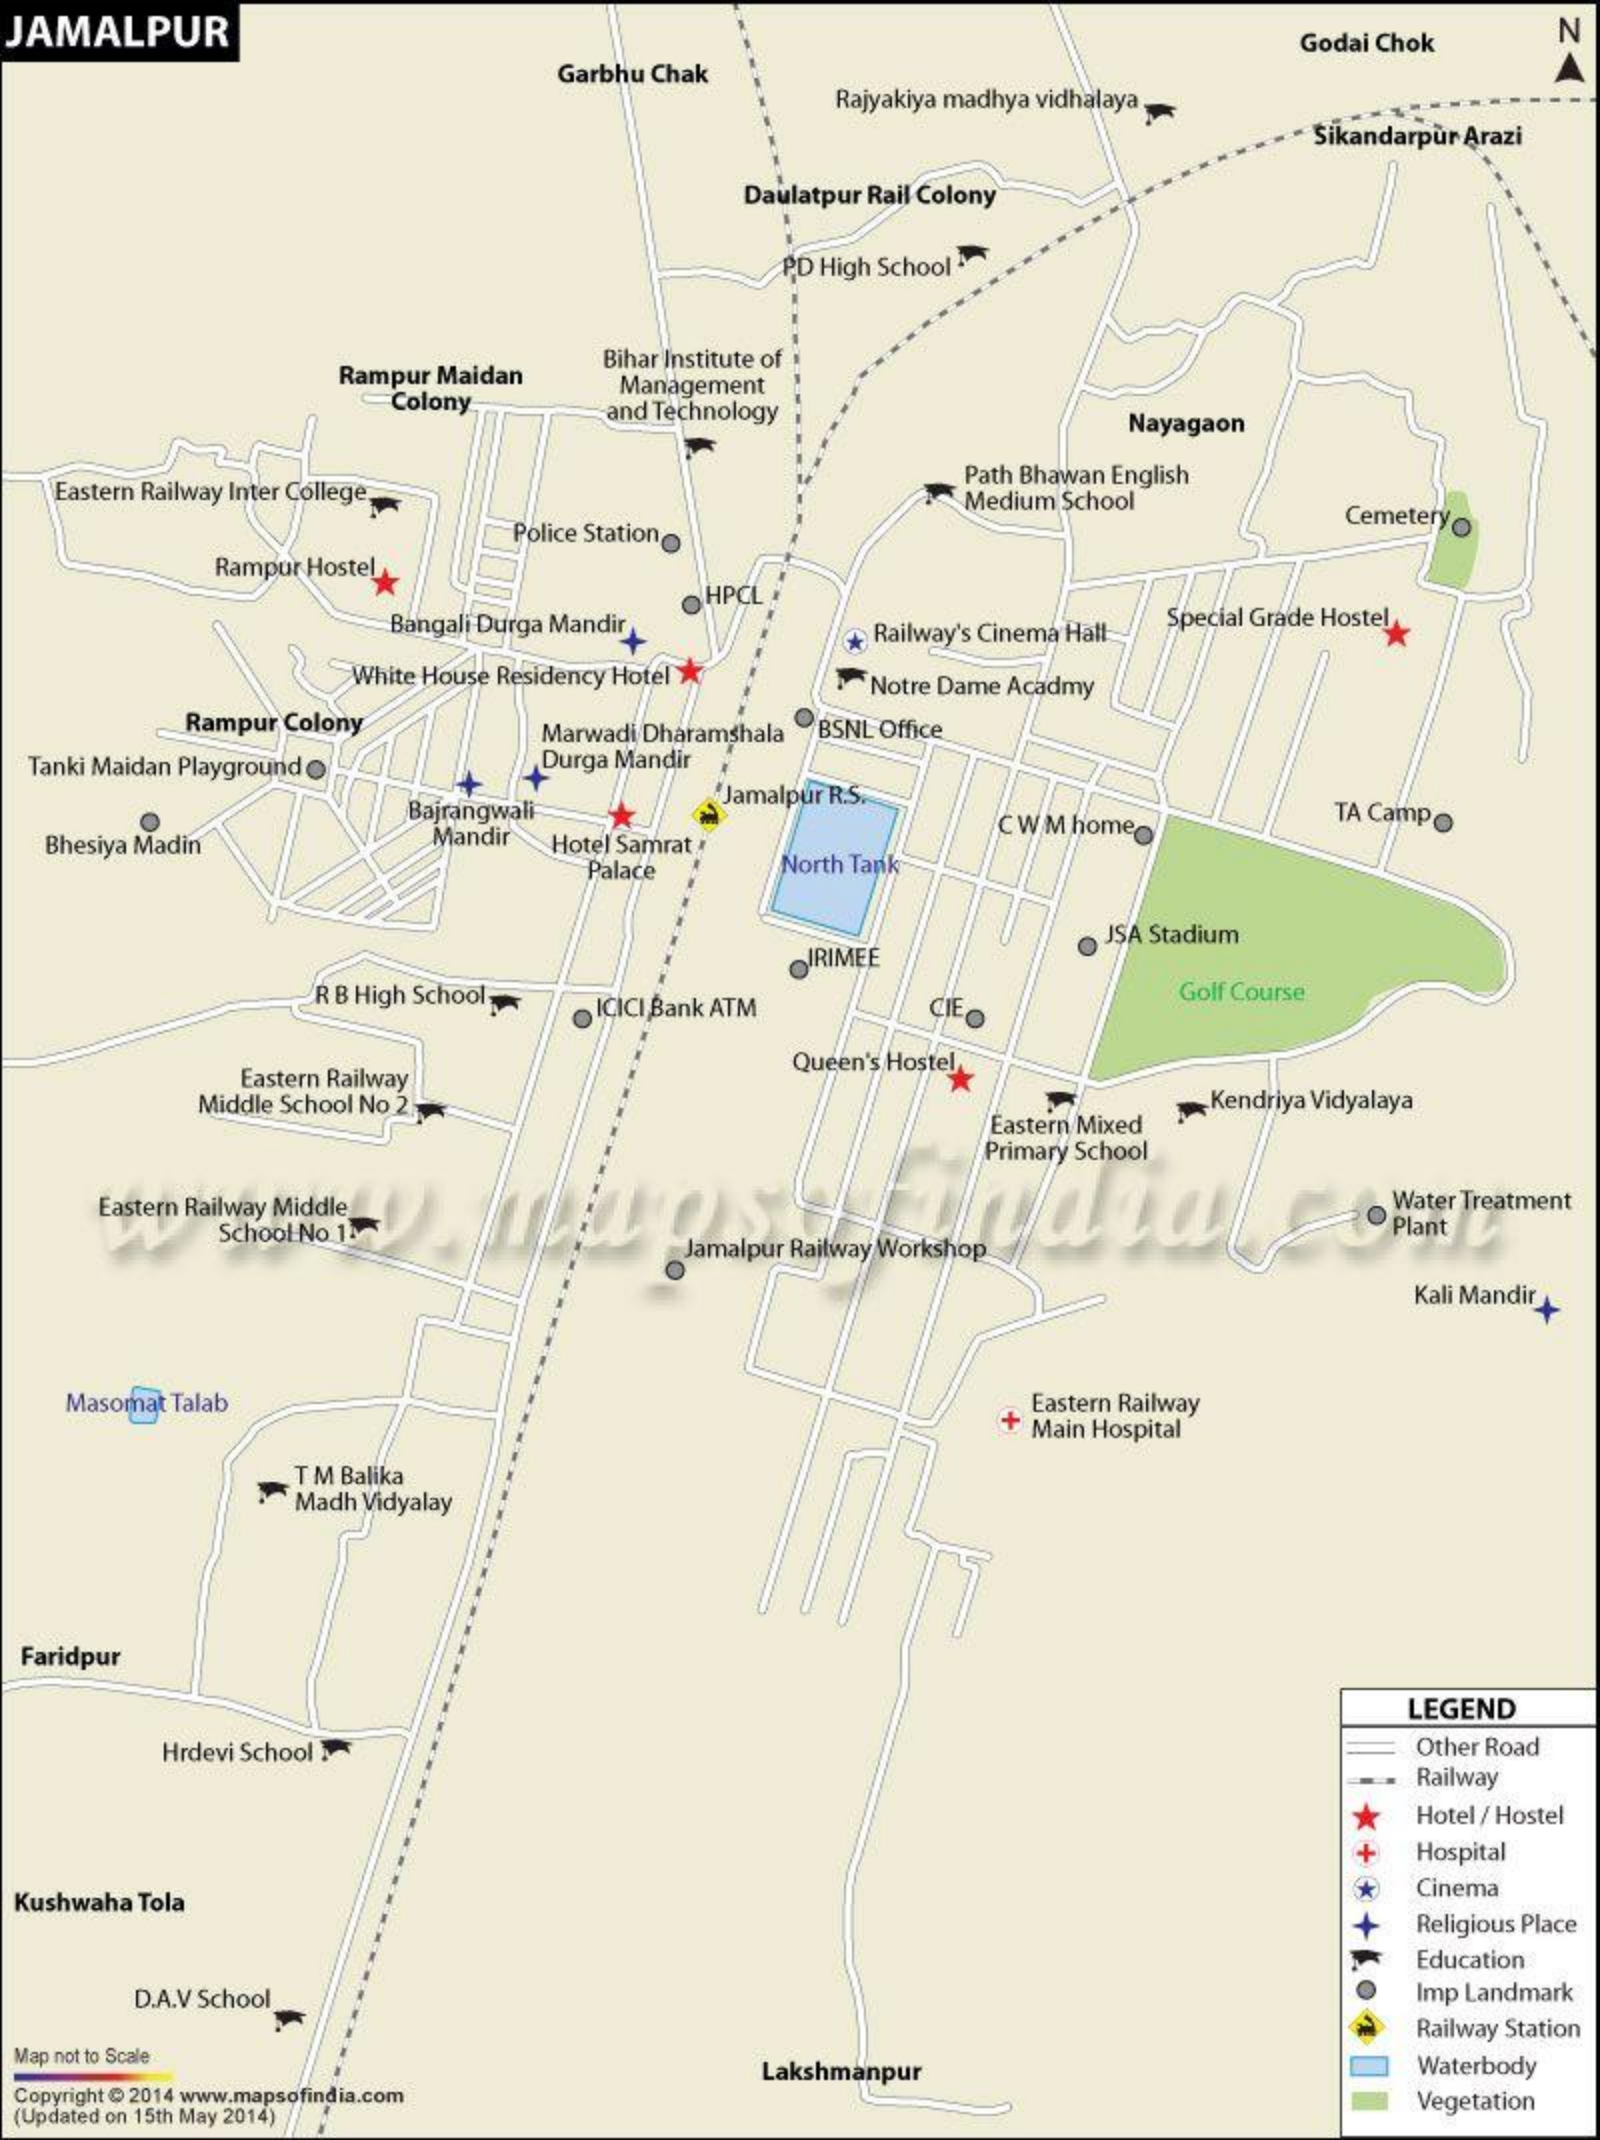 JAMALPUR
N
Godai Chok
Garbhu Chak
Rajyakiya madhya vidhalaya
Sikandarpur Arazi
Daulatpur Rail Colony
PD High School
Bihar Institute of
Management
and Technology
Rampur Maidan
Colony
Nayagaon
Path Bhawan English
Medium School
Eastern Railway Inter College
Cemetery
Police Station
Rampur Hostel
HPCL
Bangali Durga Mandir
Railway's Cinema Hall
Special Grade Hostel
White House Residency Hotel
Notre Dame Acadmy
Rampur Colony
Marwadi Dharamshala
Durga Mandir
BSNL Office
Tanki Maidan Playground
Jamalpur R.S.
Bajrangwali
Mandir
C W M home
TA Camp
Bhesiya Madin
Hotel Samrat
Palace
North Tank
JSA Stadium
IRIMEE
Golf Course
R B High School
ICICI Bank ATM
CIE
Queen's Hostel
Eastern Railway
Middle School No 2
Kendriya Vidyalaya
Eastern Mixed
Primary School
www.mapsofindia.com
Eastern Railway Middle
School No 1
Water Treatment
Plant
Jamalpur Railway Workshop
Kali Mandir
Masomat Talab
Eastern Railway
Main Hospital
T M Balika
Madh Vidyalay
Faridpur
Hrdevi School
Kushwaha Tola
D.A.V School
Lakshmanpur
LEGEND
Other Road
Railway
Hotel / Hostel
Hospital
Cinema
Religious Place
Education
Imp Landmark
Railway Station
Waterbody
Vegetation
Map not to Scale
Copyright © 2014 www.mapsofindia.com
(Updated on 15th May 2014)